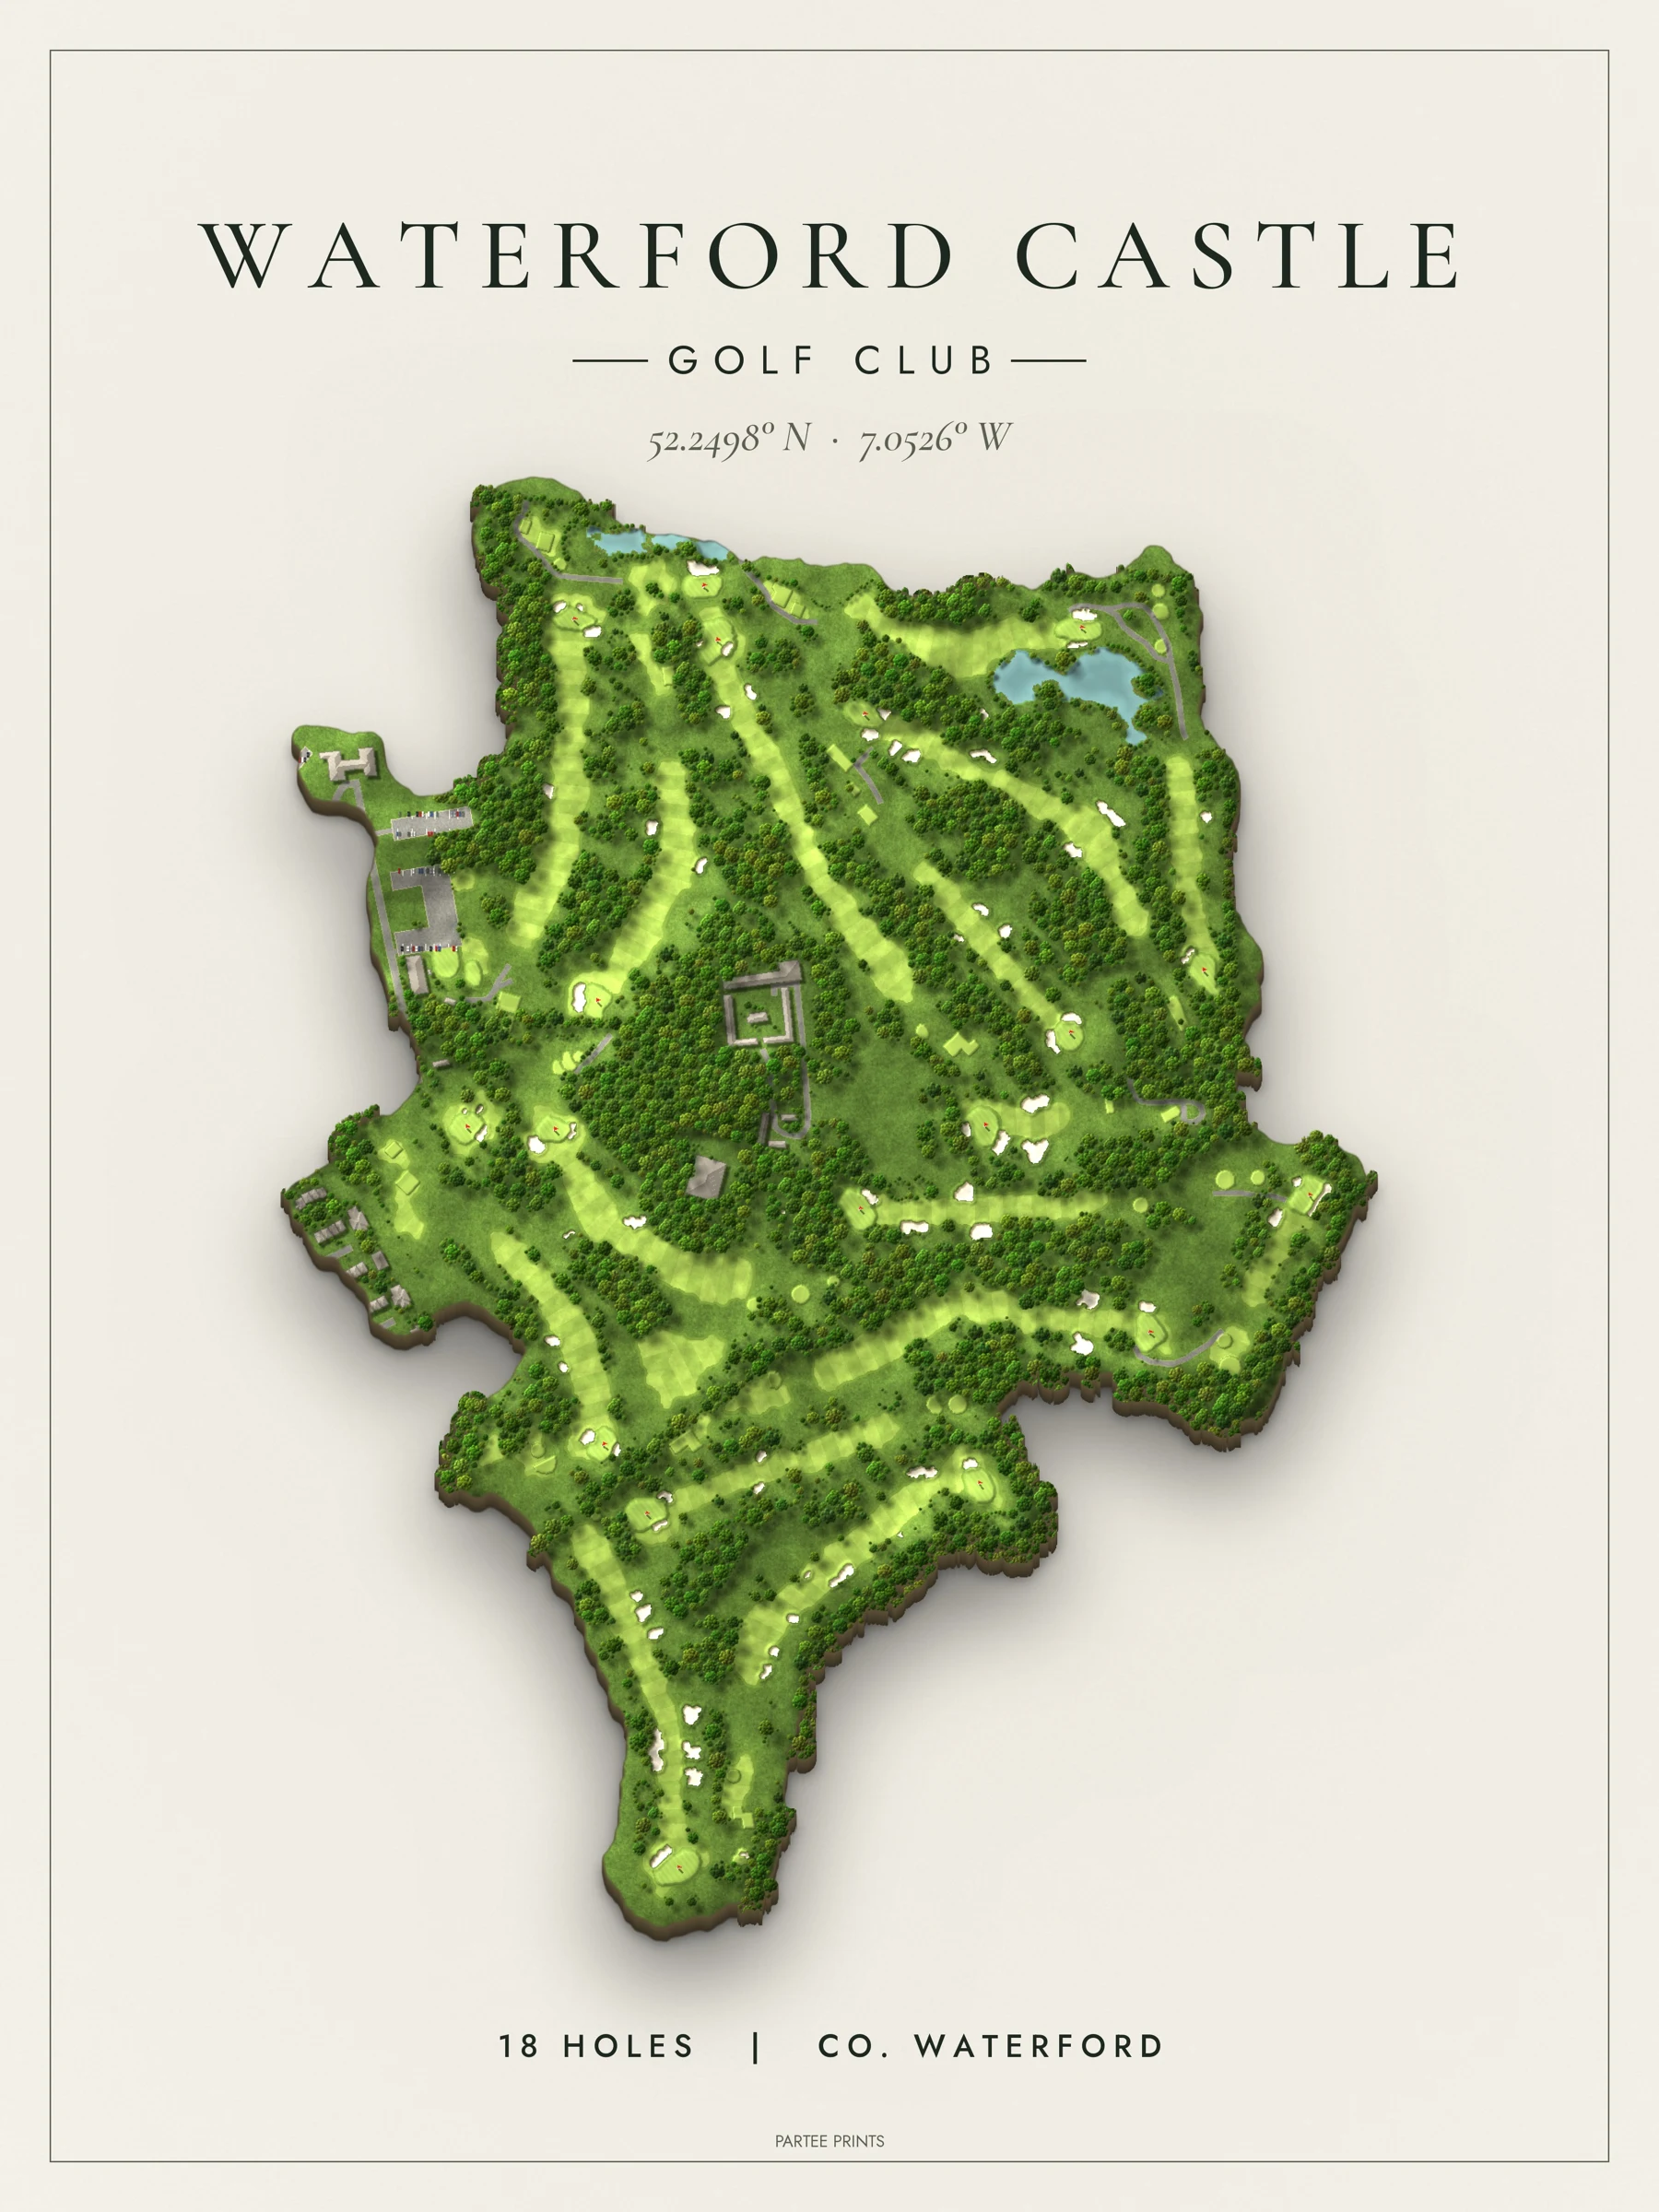 WATERFORD CASTLE
GOLF CLUB
52.2498° N · 7.0526° W
18 HOLES | CO. WATERFORD
PARTEE PRINTS